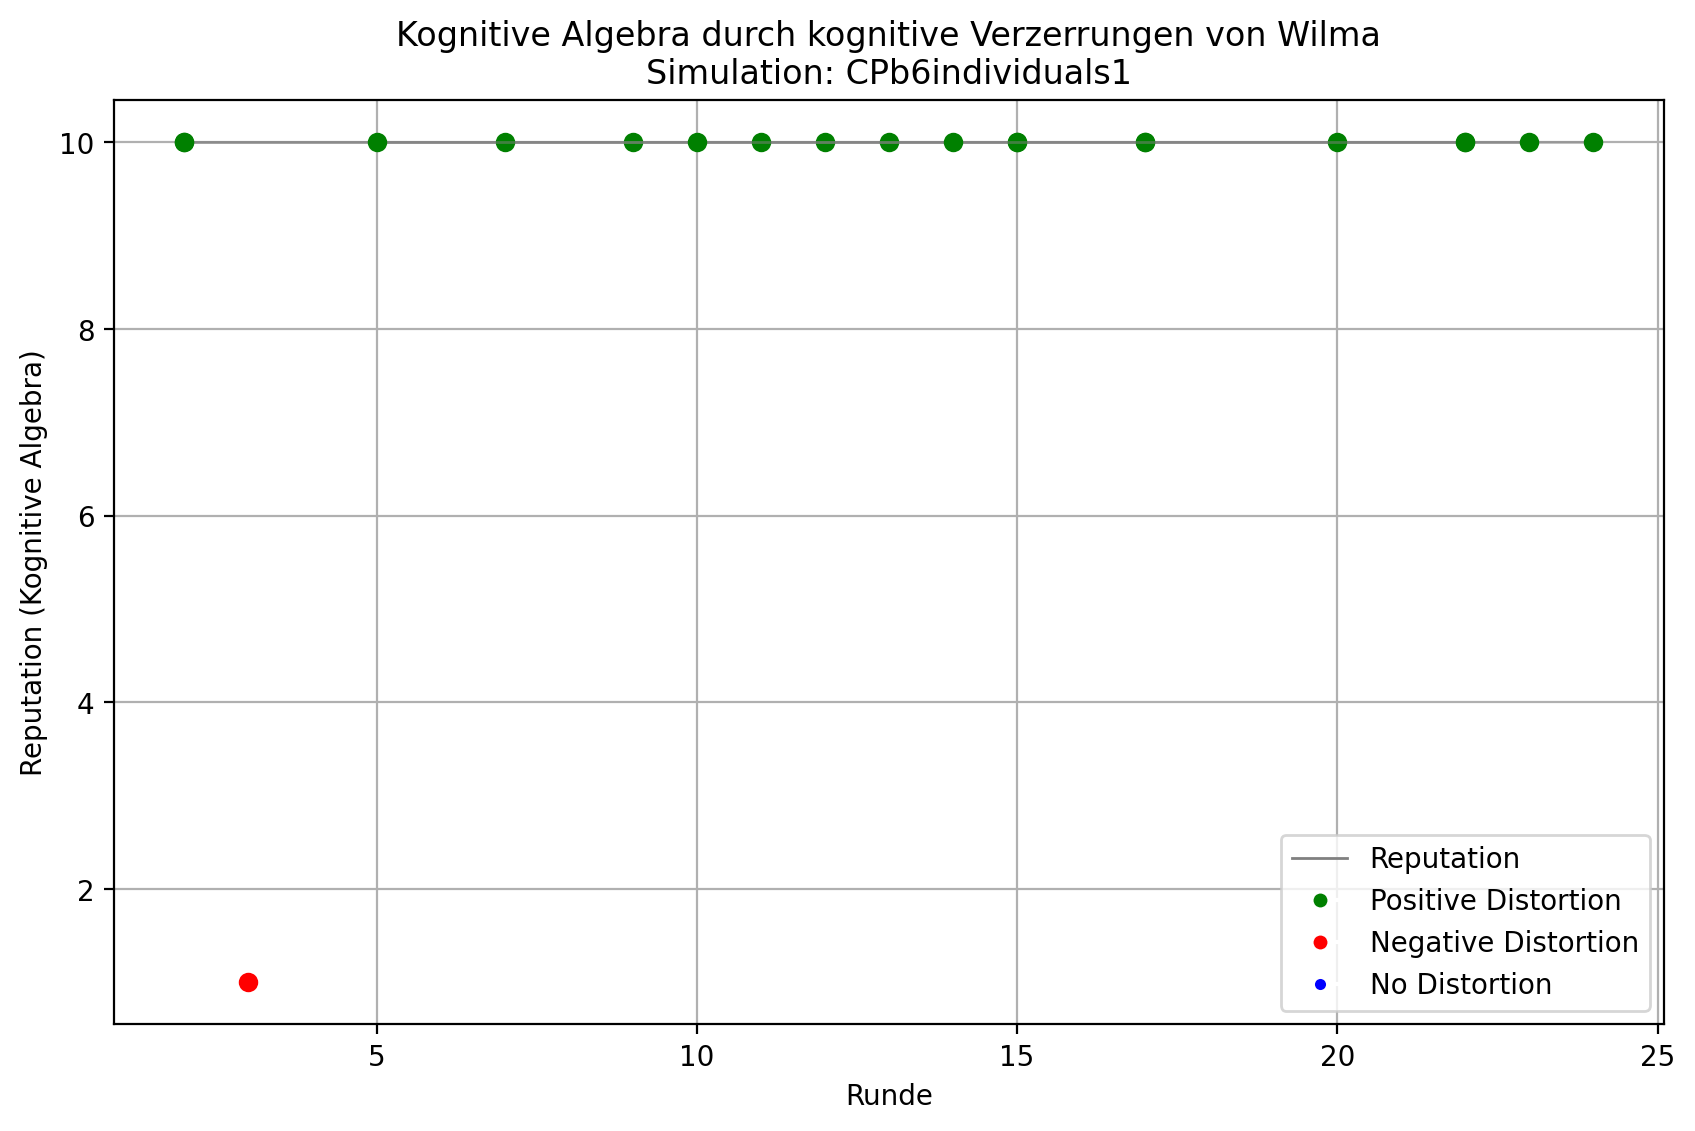 Kognitive Algebra durch kognitive Verzerrungen von Wilma
Simulation: CPb6individuals1
Reputation (Kognitive Algebra)
10
8
6
4
2
5
10
15
20
25
Runde
Reputation
Positive Distortion
Negative Distortion
No Distortion